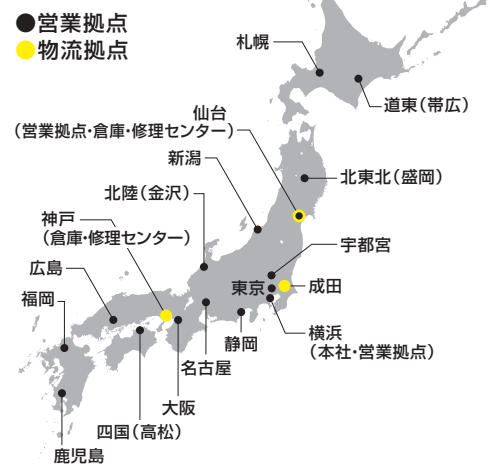 ●営業拠点
●物流拠点
札幌
道東（帯広）
仙台
（営業拠点・倉庫・修理センター）
新潟
北東北（盛岡）
北陸（金沢）
神戸
（倉庫・修理センター）
宇都宮
広島
東京
成田
福岡
横浜
（本社・営業拠点）
静岡
名古屋
大阪
四国（高松）
鹿児島